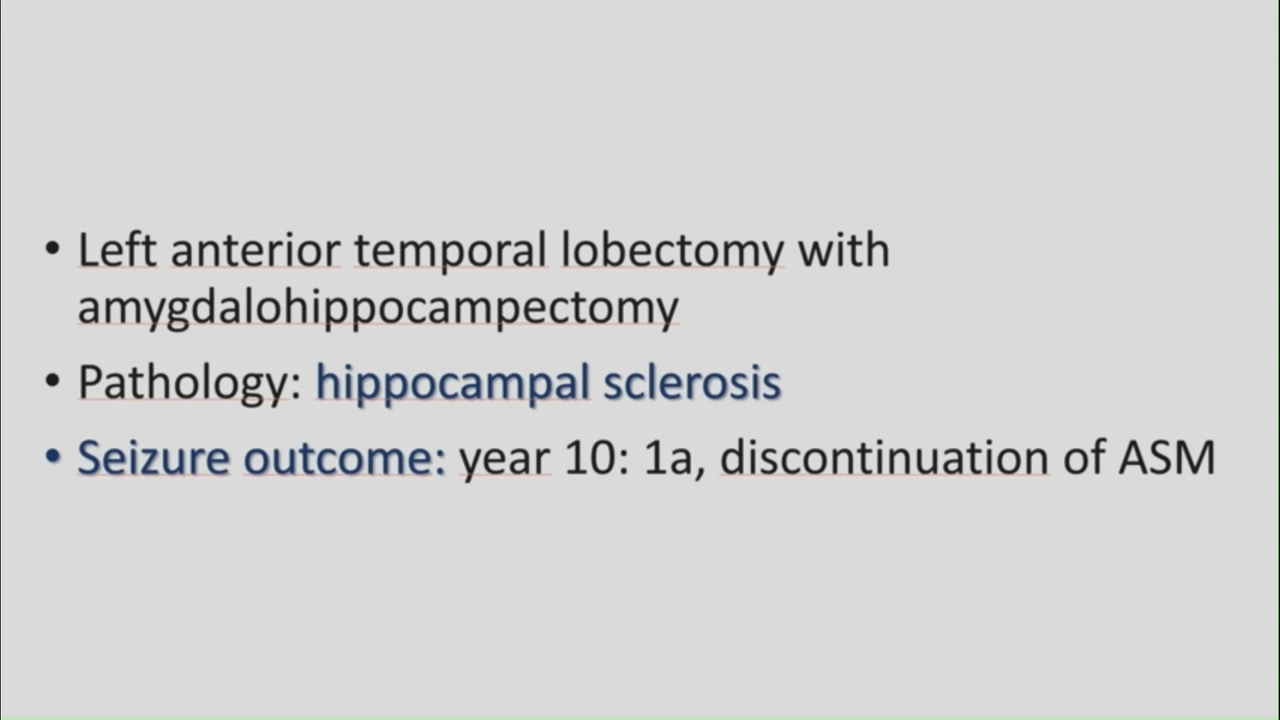 • Left anterior temporal lobectomy with
amygdalohippocampectomy
• Pathology: hippocampal sclerosis
• Seizure outcome: year 10: 1a, discontinuation of ASM